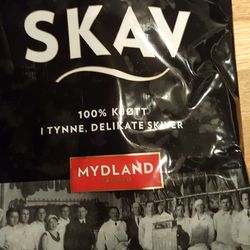 SKAV
100% KJØTT
I TYNNE, DELIKATE SKIVER
MYDLAND